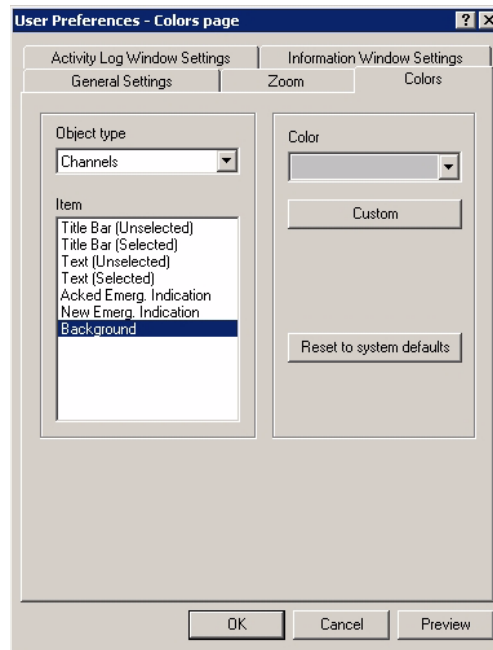 User Preferences - Colors page
Activity Log Window Settings
Information Window Settings
General Settings
Zoom
Colors
Object type
Channels
Item
Title Bar (Unselected)
Title Bar (Selected)
Text (Unselected)
Text (Selected)
Acked Emerg. Indication
New Emerg. Indication
Background
Color
Custom
Reset to system defaults
OK
Cancel
Preview